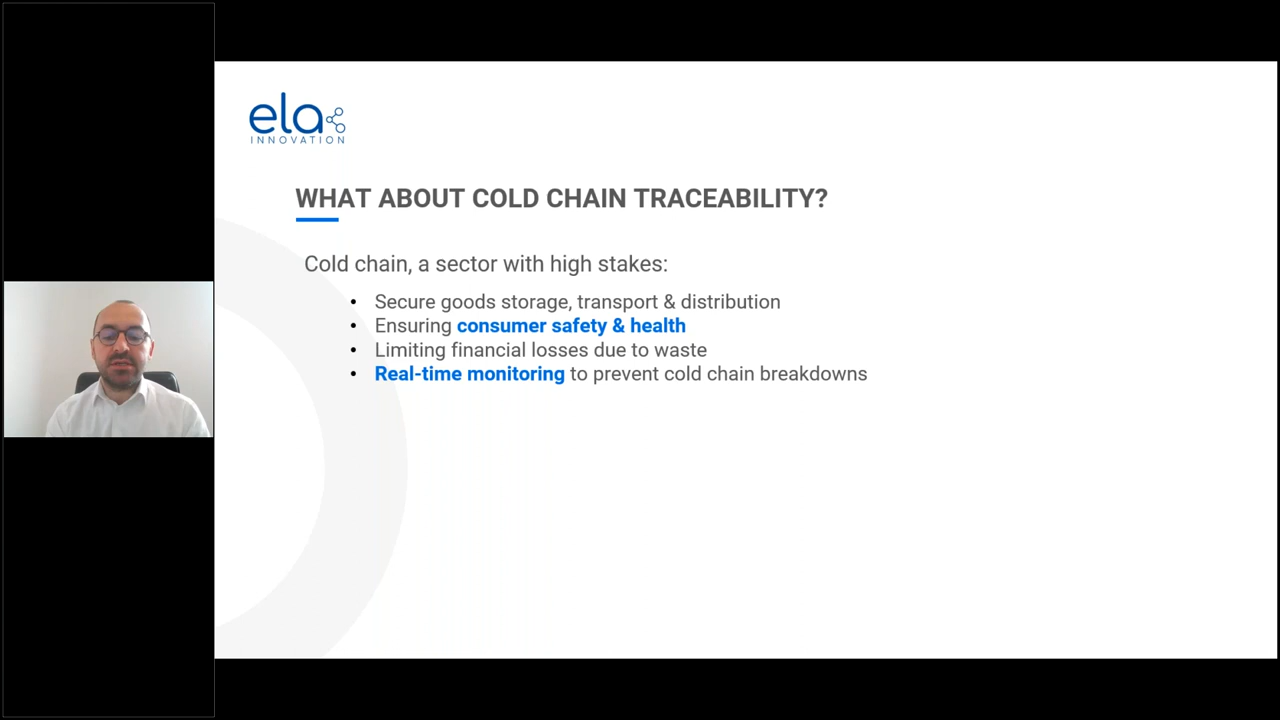 ela
INNOVATION
WHAT ABOUT COLD CHAIN TRACEABILITY?
Cold chain, a sector with high stakes:
• Secure goods storage, transport & distribution
• Ensuring consumer safety & health
• Limiting financial losses due to waste
• Real-time monitoring to prevent cold chain breakdowns